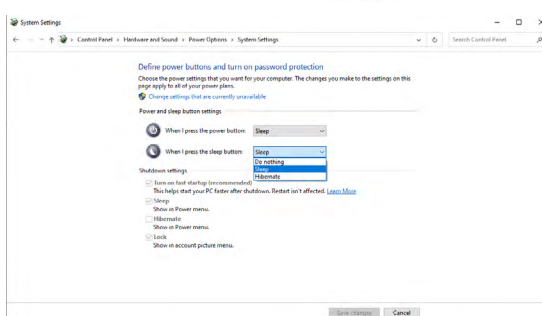 System Settings
Control Panel > Hardware and Sound > Power Options > System Settings
Search Control Panel
Define power buttons and turn on password protection
Choose the power settings that you want for your computer. The changes you make to the settings on this
page apply to all of your power plans.
Change settings that are currently unavailable
Power and sleep button settings
When I press the power button: Sleep
When I press the sleep button: Sleep
Do nothing
Sleep
Hibernate
Shutdown settings
Turn on fast startup (recommended)
This helps start your PC faster after shutdown. Restart isn't affected. Learn More
Sleep
Show in Power menu.
Hibernate
Show in Power menu.
Lock
Show in account picture menu.
Save changes Cancel